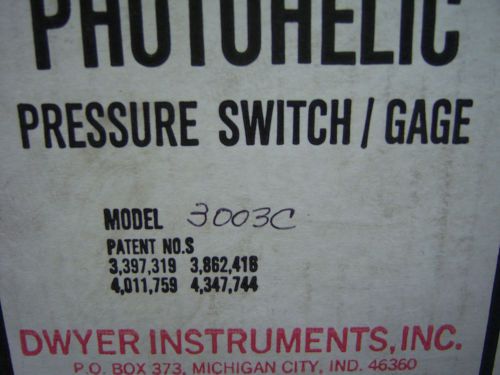 PHOTOHELIC
PRESSURE SWITCH / GAGE
MODEL 3003C
PATENT NO.S
3,397,319 3,862,416
4,011,759 4,347,744
DWYER INSTRUMENTS, INC.
P.O. BOX 373, MICHIGAN CITY, IND. 46360